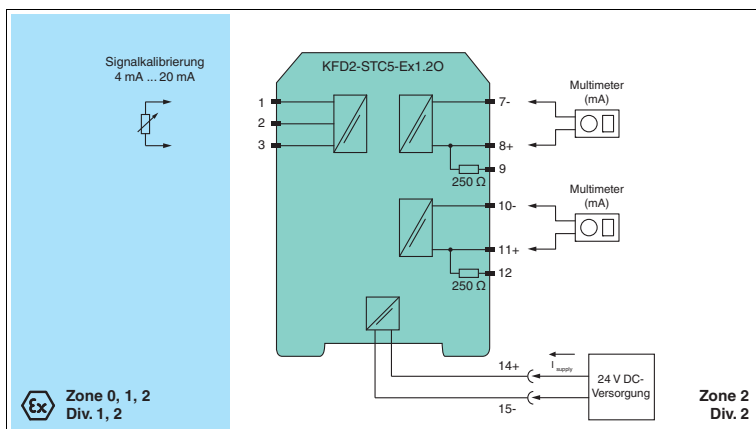 Signalkalibrierung
4 mA ... 20 mA
KFD2-STC5-Ex1.2O
1
2
3
7-
8+
9
250 Ω
10-
11+
12
250 Ω
Multimeter
(mA)
Multimeter
(mA)
14+
15-
I supply
24 V DC-
Versorgung
Ex
Zone 0, 1, 2
Div. 1, 2
Zone 2
Div. 2